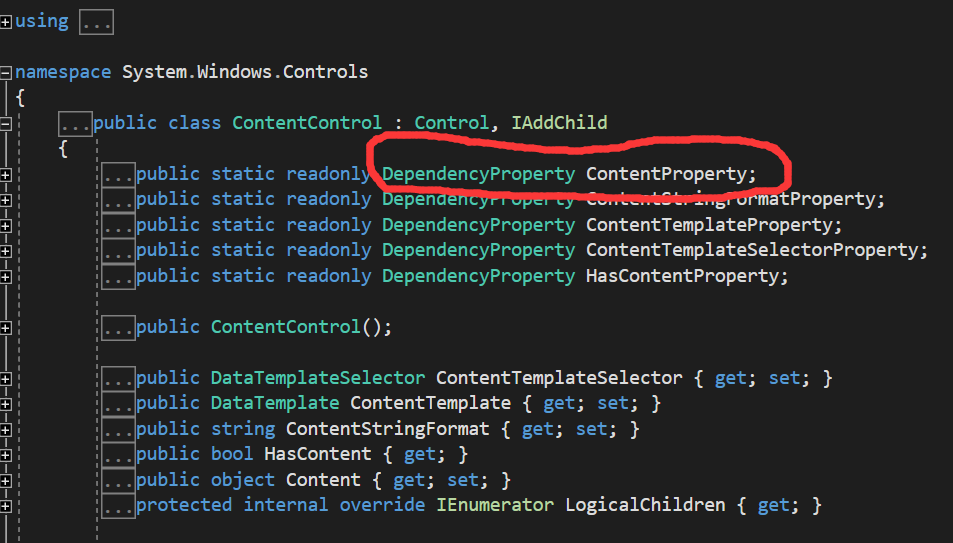 using ...
namespace System.Windows.Controls
{
...public class ContentControl : Control, IAddChild
{
...public static readonly DependencyProperty ContentProperty;
...public static readonly DependencyProperty ContentStringFormatProperty;
...public static readonly DependencyProperty ContentTemplateProperty;
...public static readonly DependencyProperty ContentTemplateSelectorProperty;
...public static readonly DependencyProperty HasContentProperty;
...public ContentControl();
...public DataTemplateSelector ContentTemplateSelector { get; set; }
...public DataTemplate ContentTemplate { get; set; }
...public string ContentStringFormat { get; set; }
...public bool HasContent { get; }
...public object Content { get; set; }
...protected internal override IEnumerator LogicalChildren { get; }